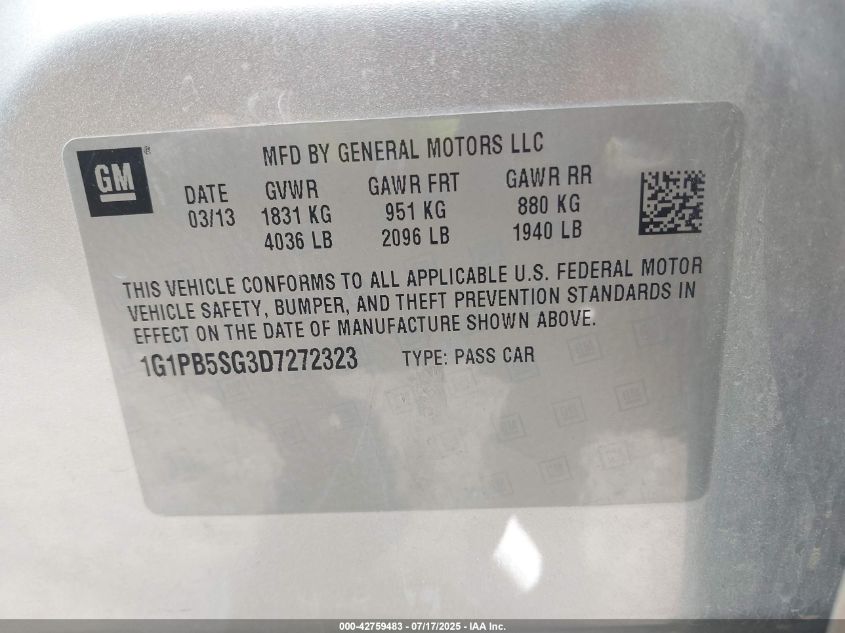 GM
®
MFD BY GENERAL MOTORS LLC
DATE GVWR GAWR FRT GAWR RR
03/13 1831 KG 951 KG 880 KG
4036 LB 2096 LB 1940 LB
THIS VEHICLE CONFORMS TO ALL APPLICABLE U.S. FEDERAL MOTOR
VEHICLE SAFETY, BUMPER, AND THEFT PREVENTION STANDARDS IN
EFFECT ON THE DATE OF MANUFACTURE SHOWN ABOVE.
1G1PB5SG3D7272323 TYPE: PASS CAR
000-42759483 - 07/17/2025 - IAA Inc.